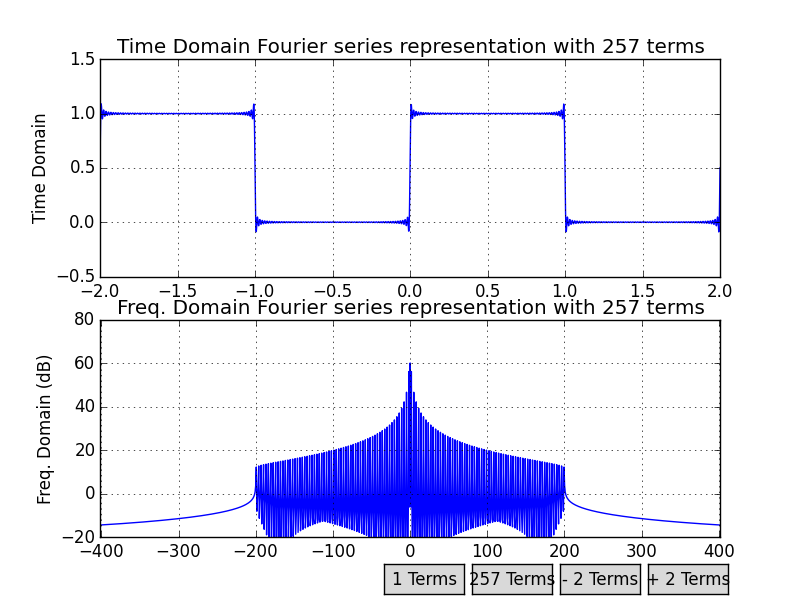 Time Domain Fourier series representation with 257 terms
1.5
1.0
0.5
0.0
−0.5
Time Domain
−2.0 −1.5 −1.0 −0.5 0.0 0.5 1.0 1.5 2.0
Freq. Domain Fourier series representation with 257 terms
80
60
40
20
0
−20
Freq. Domain (dB)
−400 −300 −200 −100 0 100 200 300 400
1 Terms 257 Terms - 2 Terms + 2 Terms